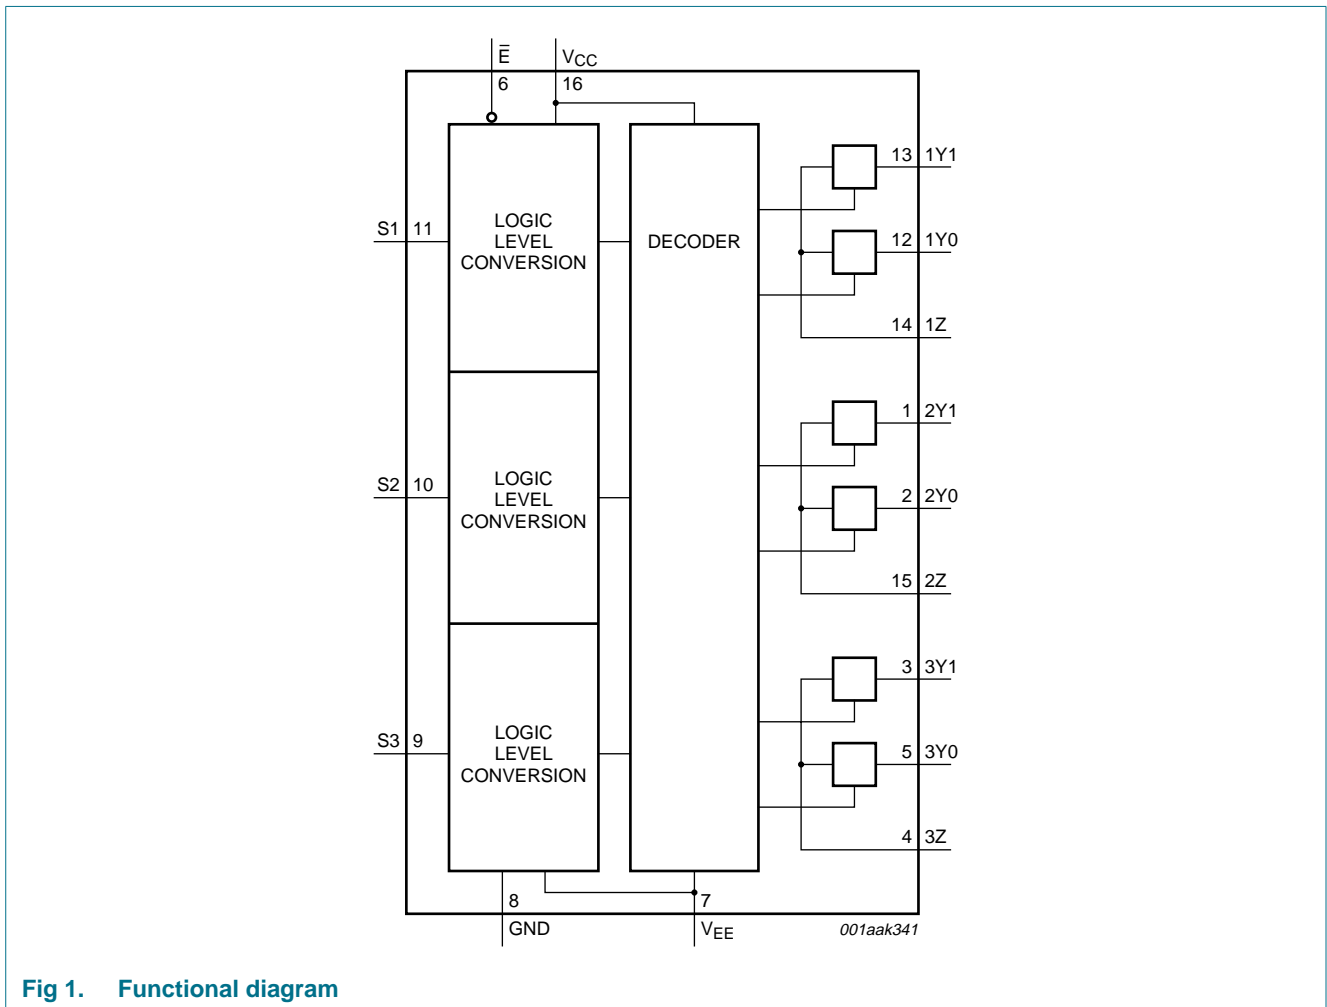 E̅
VCC
6
16
13 1Y1
S1 11
LOGIC
LEVEL
CONVERSION
DECODER
12 1Y0
14 1Z
1 2Y1
S2 10
LOGIC
LEVEL
CONVERSION
2 2Y0
15 2Z
3 3Y1
S3 9
LOGIC
LEVEL
CONVERSION
5 3Y0
4 3Z
8
7
GND
VEE
001aak341
Fig 1. Functional diagram